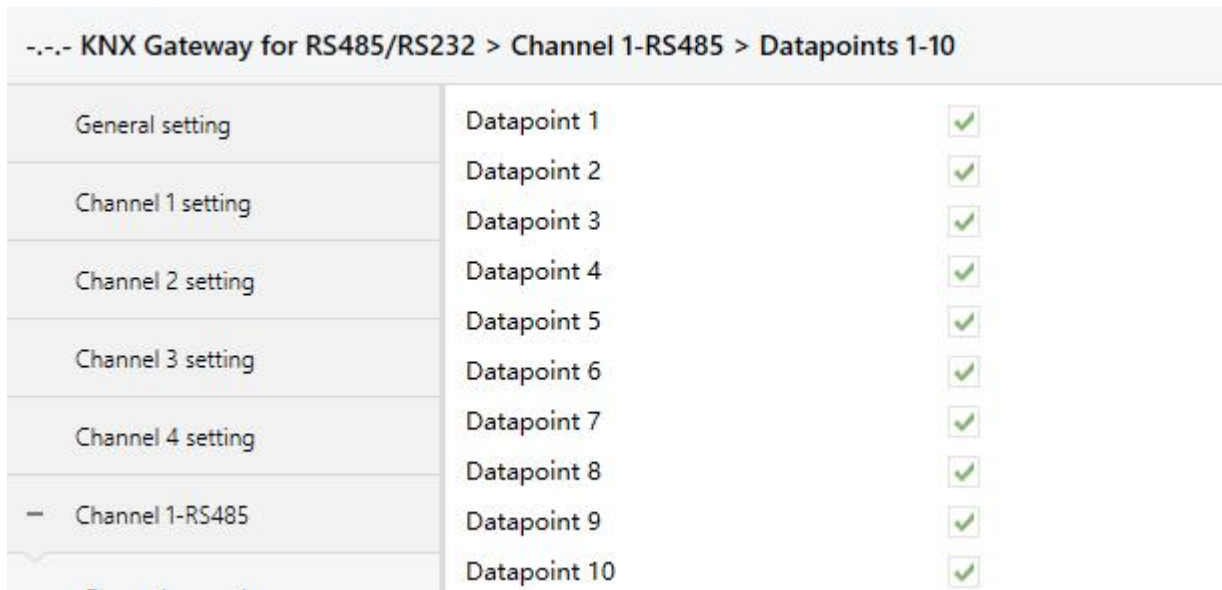 -.-.- KNX Gateway for RS485/RS232 > Channel 1-RS485 > Datapoints 1-10
General setting
Channel 1 setting
Channel 2 setting
Channel 3 setting
Channel 4 setting
– Channel 1-RS485
Datapoint 1
Datapoint 2
Datapoint 3
Datapoint 4
Datapoint 5
Datapoint 6
Datapoint 7
Datapoint 8
Datapoint 9
Datapoint 10